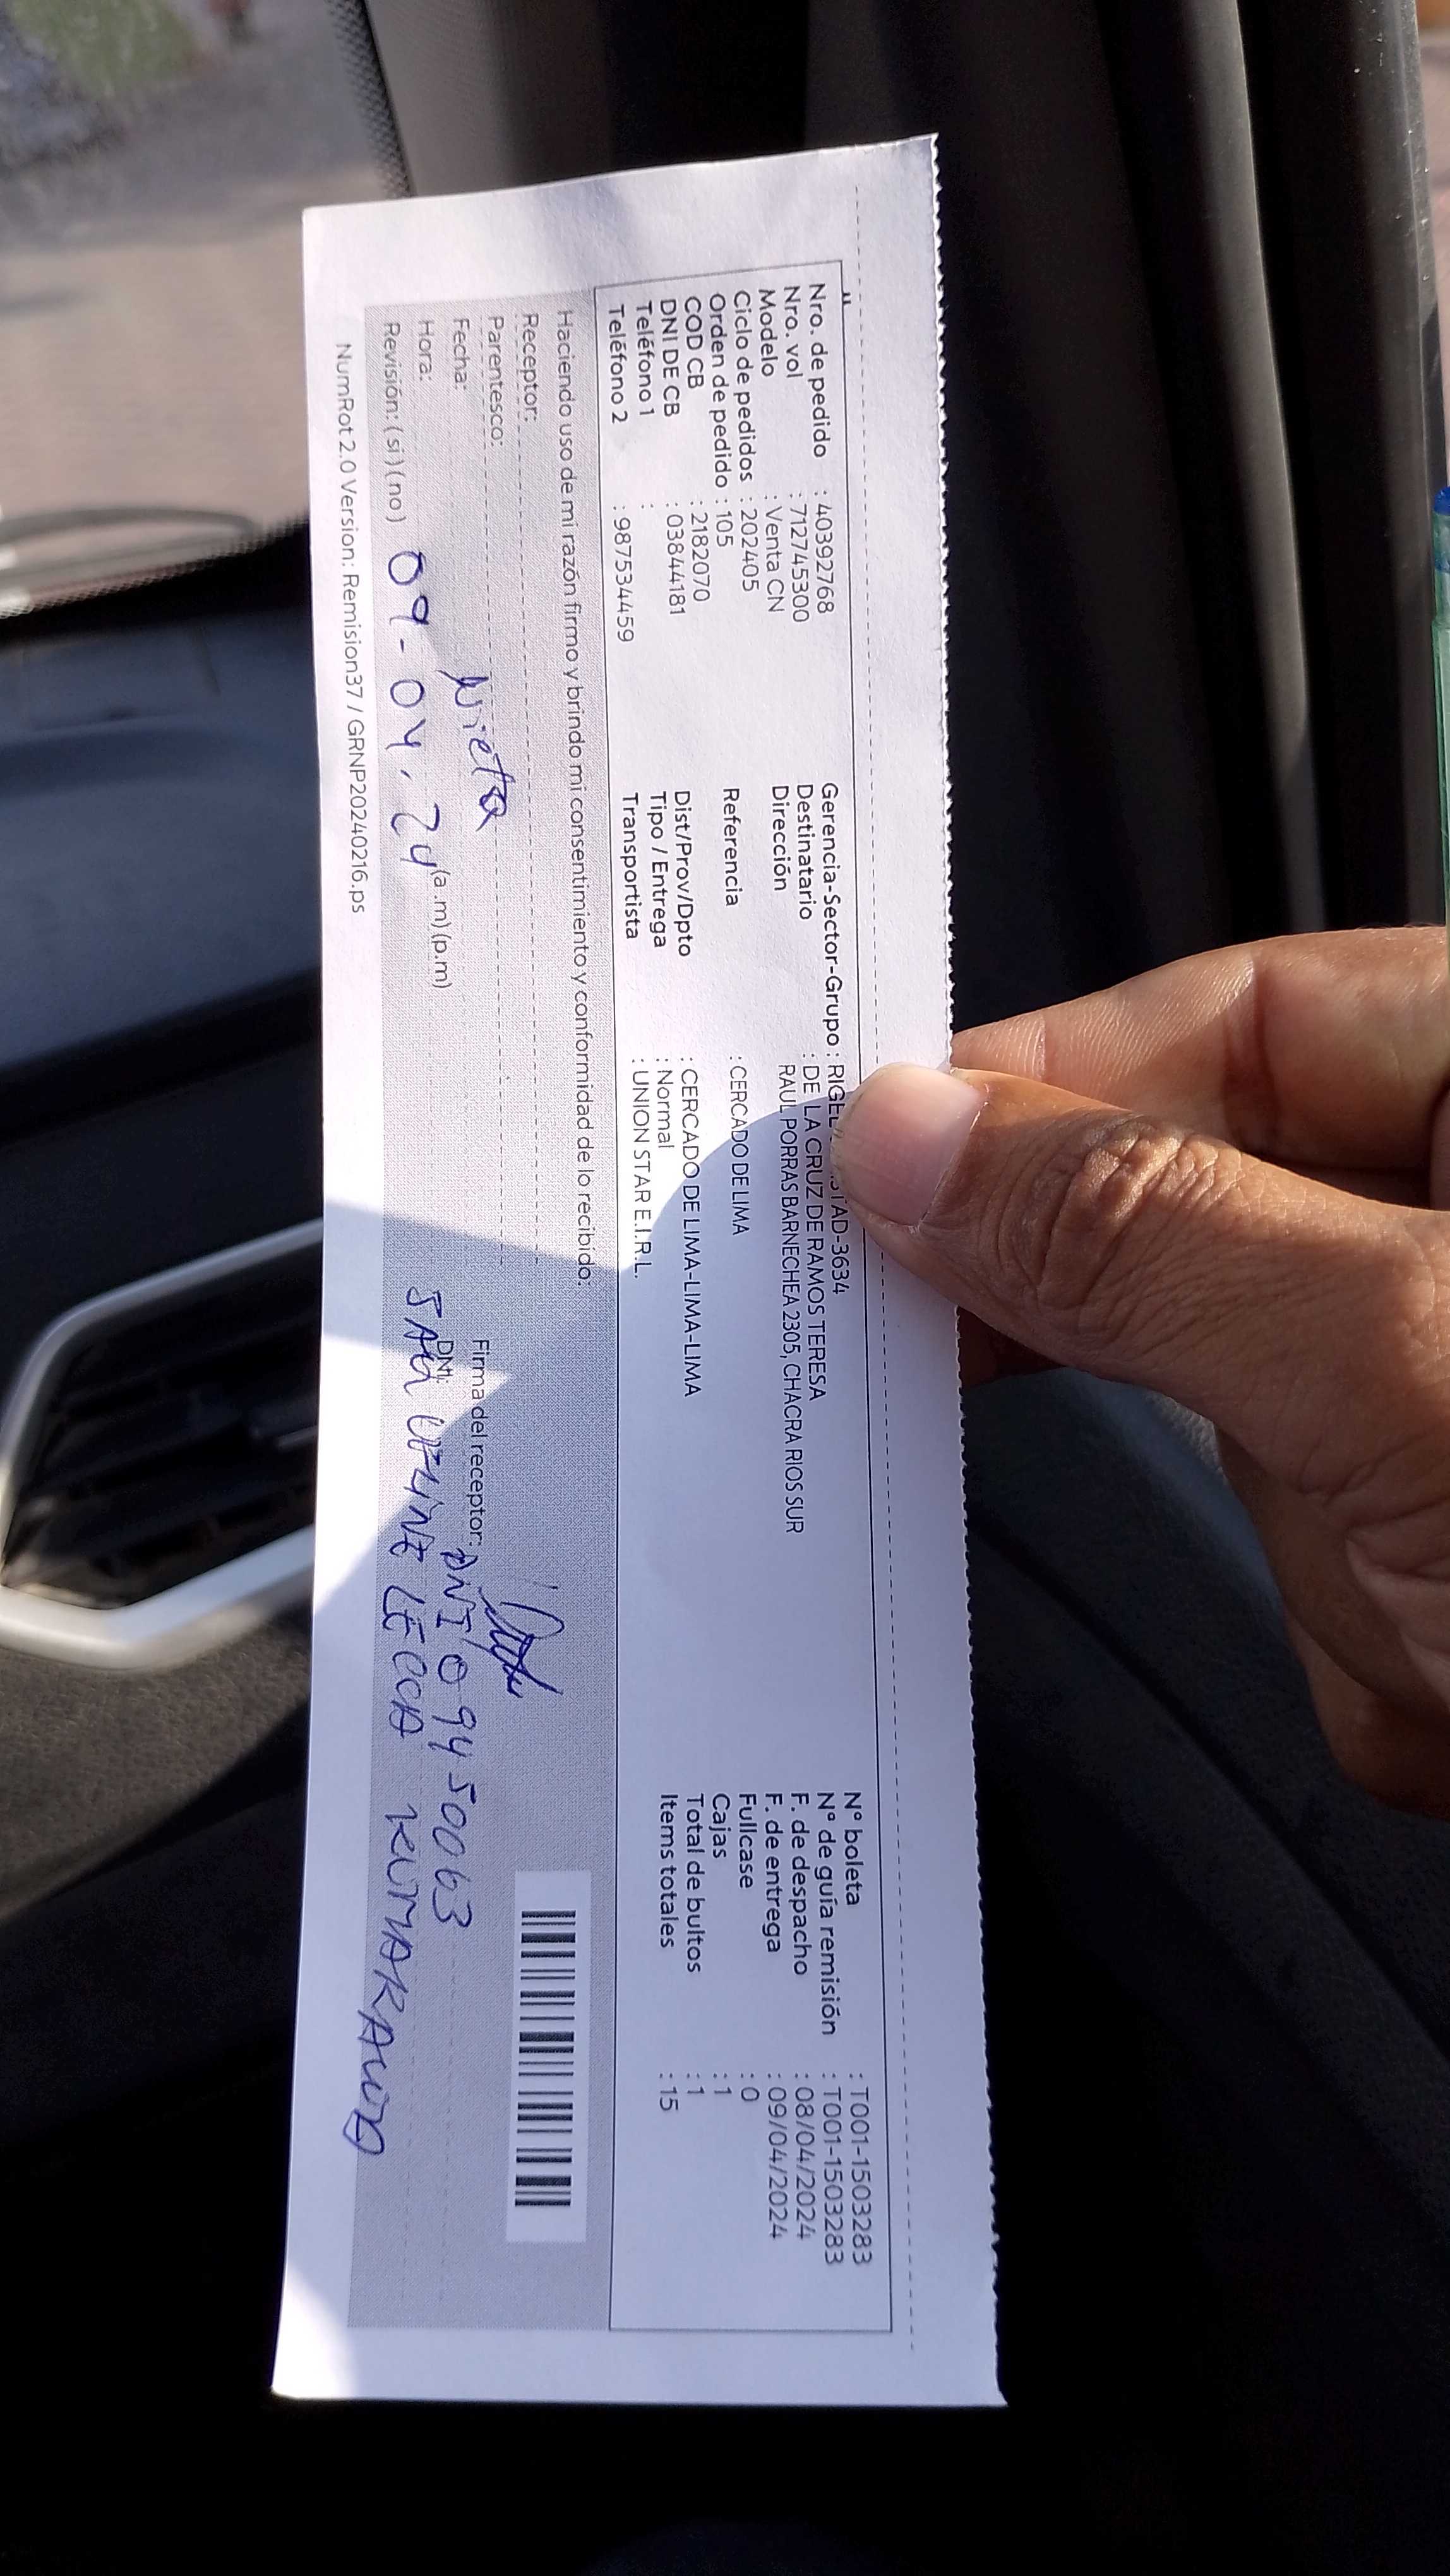 Nro. de pedido : 40392768
Nro. vol : 712745300
Modelo : Venta CN
Ciclo de pedidos : 202405
Orden de pedido : 105
COD CB : 2182070
DNI DE CB : 03844181
Teléfono 1 :
Teléfono 2 : 987534459
Gerencia-Sector-Grupo : TAD-3634
Destinatario : DE LA CRUZ DE RAMOS TERESA
Dirección RAUL PORRAS BARNECHEA 2305, CHACRA RIOS SUR
Referencia : CERCADO DE LIMA
Dist/Prov/Dpto : CERCADO DE LIMA-LIMA-LIMA
Tipo / Entrega : Normal
Transportista : UNION STAR E.I.R.L.
N° boleta : T001-1503283
N° de guía remisión : T001-1503283
F. de despacho : 08/04/2024
F. de entrega : 09/04/2024
Fullcase : 0
Cajas : 1
Total de bultos : 1
Items totales : 15
Haciendo uso de mi razón firmo y brindo mi consentimiento y conformidad de lo recibido:
Receptor:
Parentesco: Nieta
Fecha:
Hora: (a.m) (p.m)
Revisión: (si) (no) 09-04.24
Firma del receptor: DNI 09450063
DNI:
NumRot 2.0 Version: Remision37 / GRNP20240216.ps